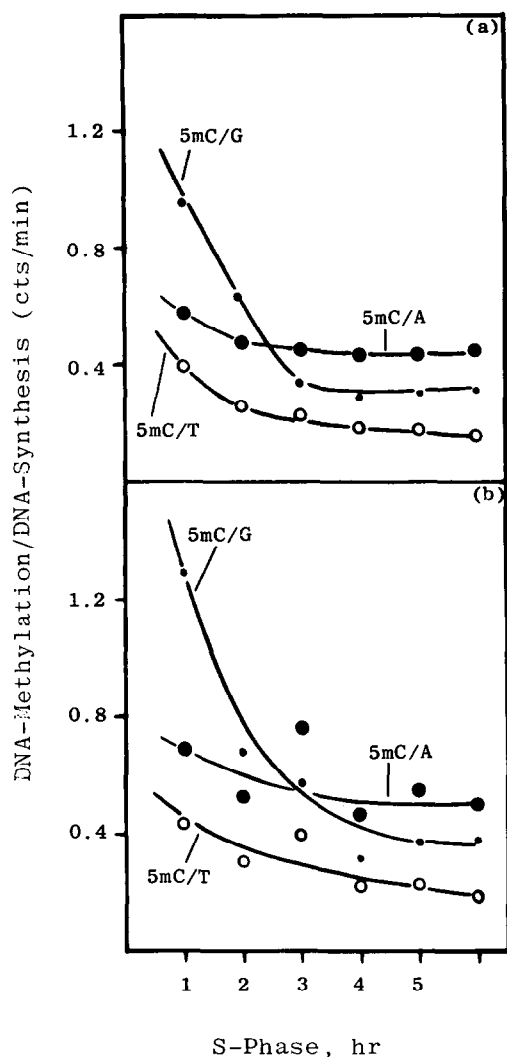 (a)
1.2
0.8
0.4
5mC/G
5mC/A
5mC/T
DNA-Methylation/DNA-Synthesis (cts/min)
(b)
1.2
0.8
0.4
5mC/G
5mC/A
5mC/T
1 2 3 4 5
S-Phase, hr